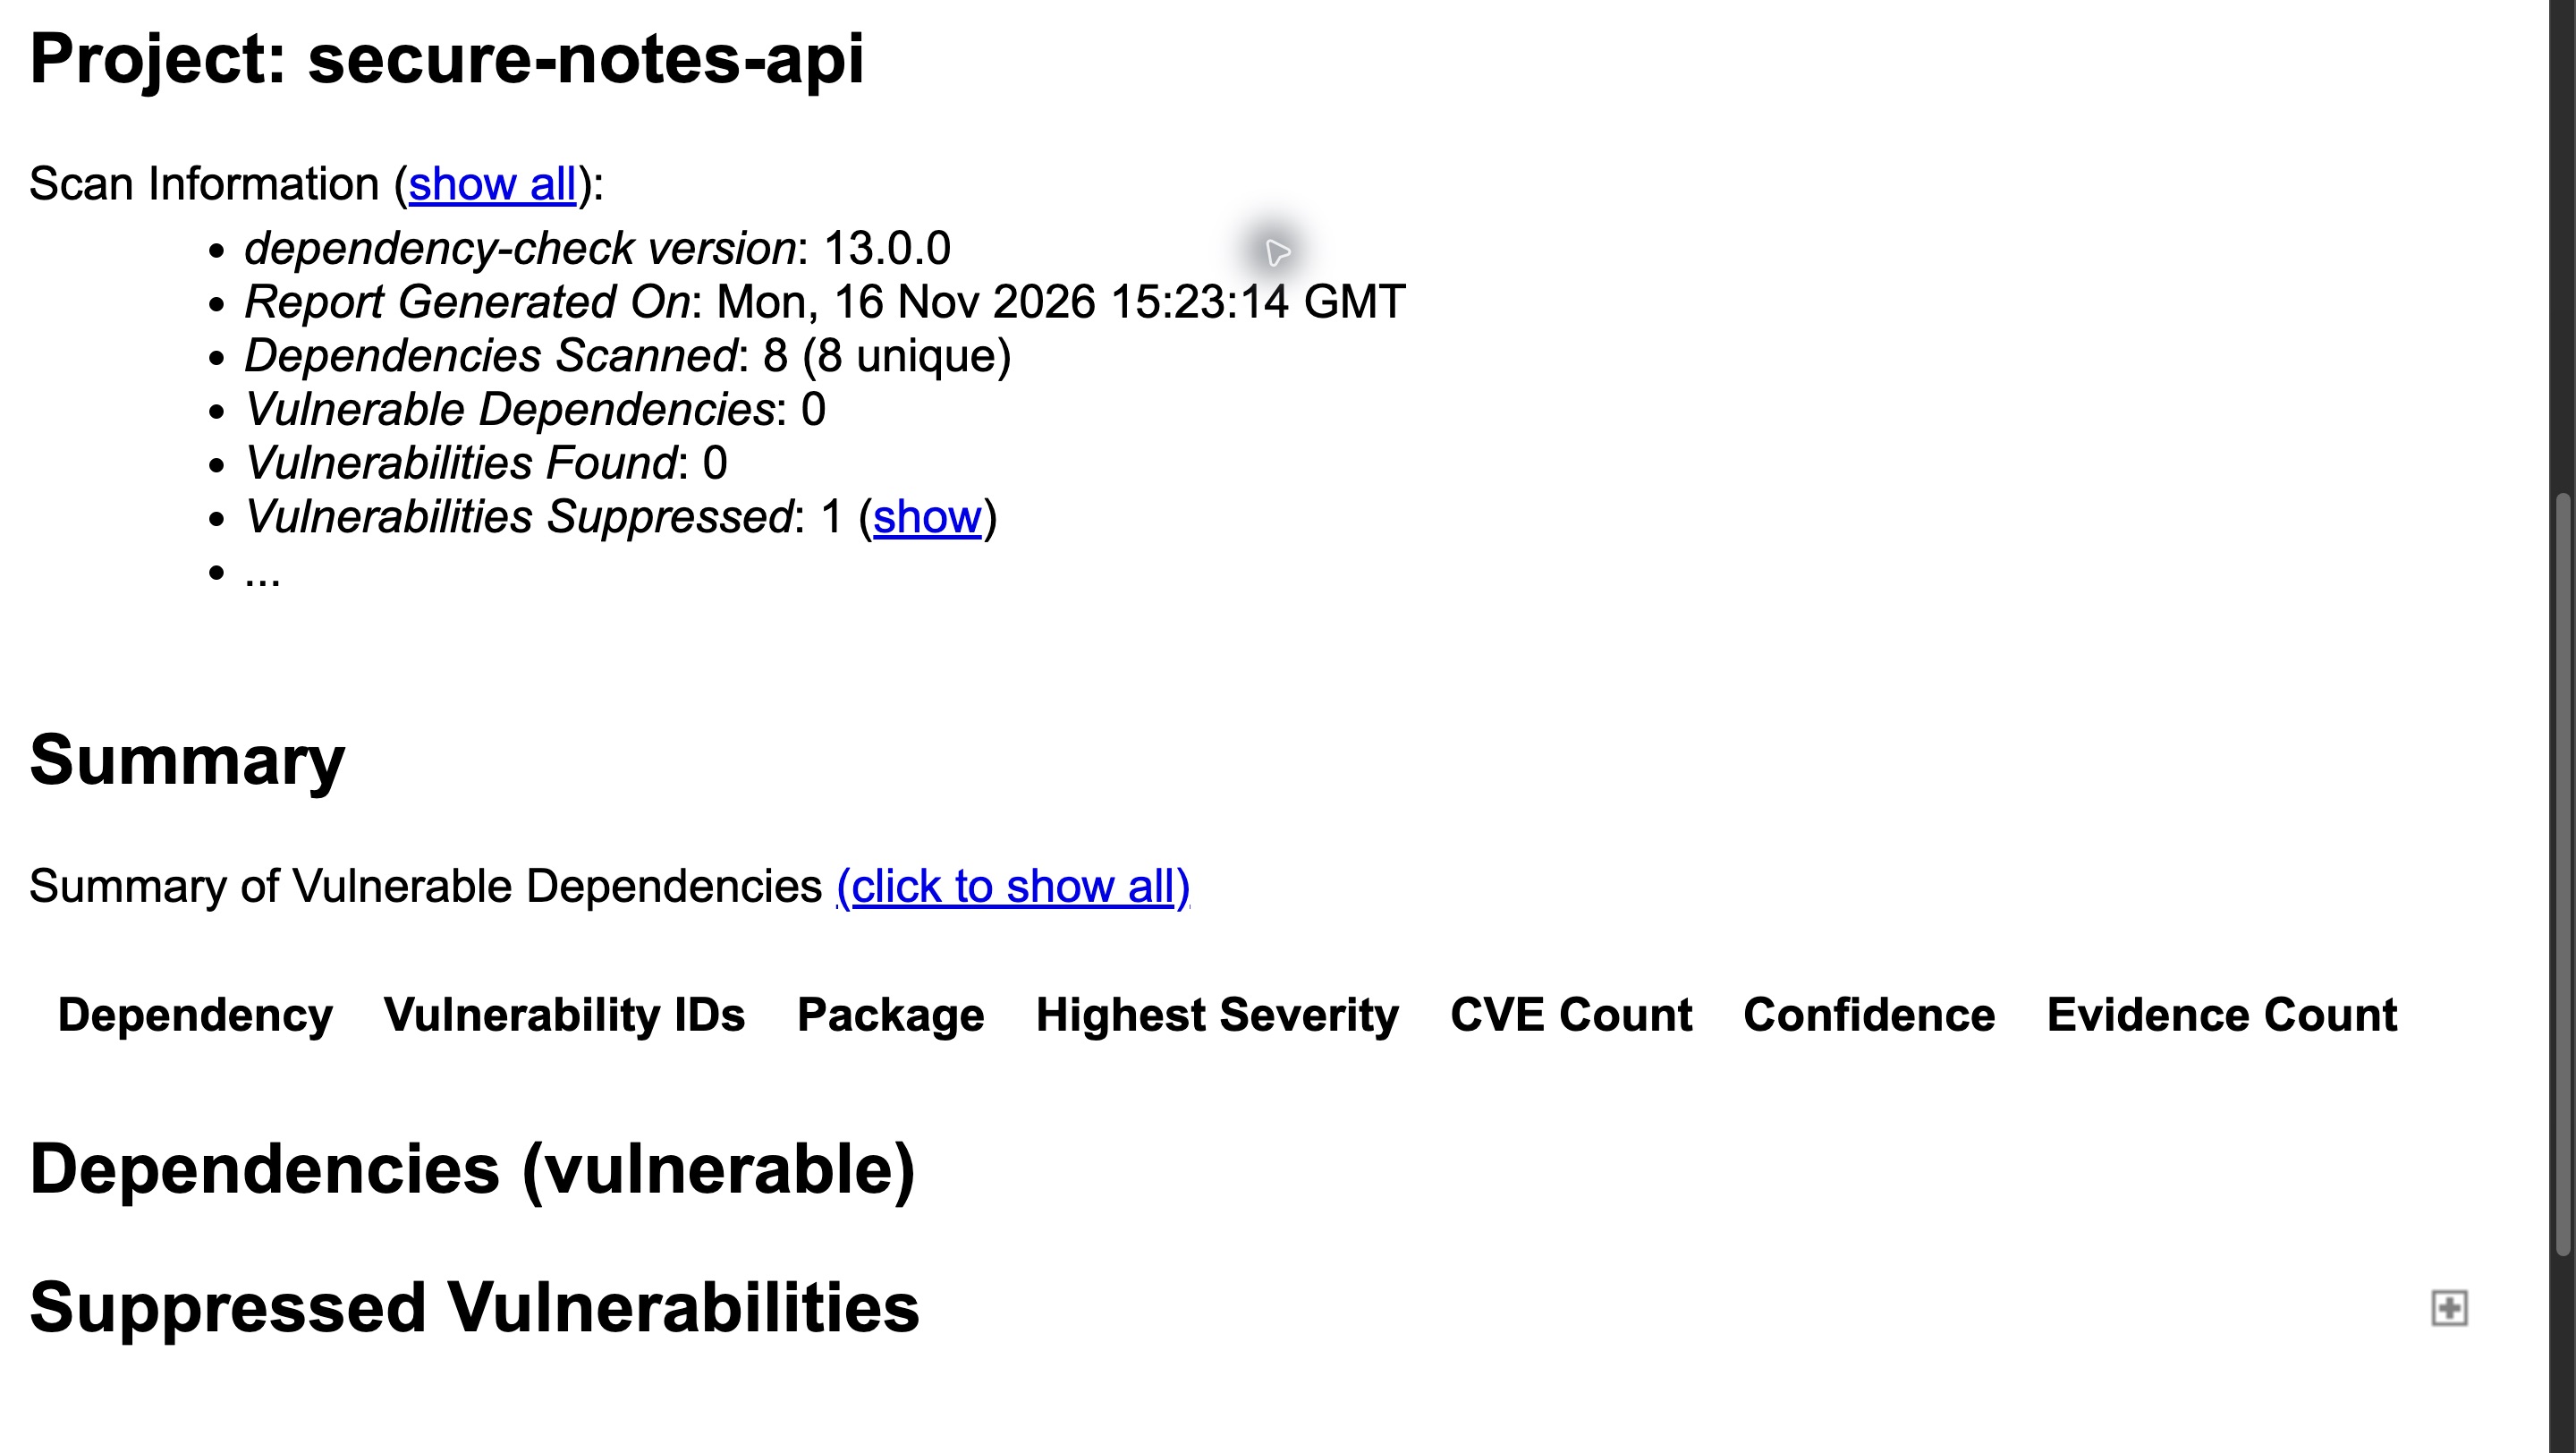 Project: secure-notes-api
Scan Information (show all):
• dependency-check version: 13.0.0
• Report Generated On: Mon, 16 Nov 2026 15:23:14 GMT
• Dependencies Scanned: 8 (8 unique)
• Vulnerable Dependencies: 0
• Vulnerabilities Found: 0
• Vulnerabilities Suppressed: 1 (show)
• ...
Summary
Summary of Vulnerable Dependencies (click to show all)
Dependency Vulnerability IDs Package Highest Severity CVE Count Confidence Evidence Count
Dependencies (vulnerable)
Suppressed Vulnerabilities